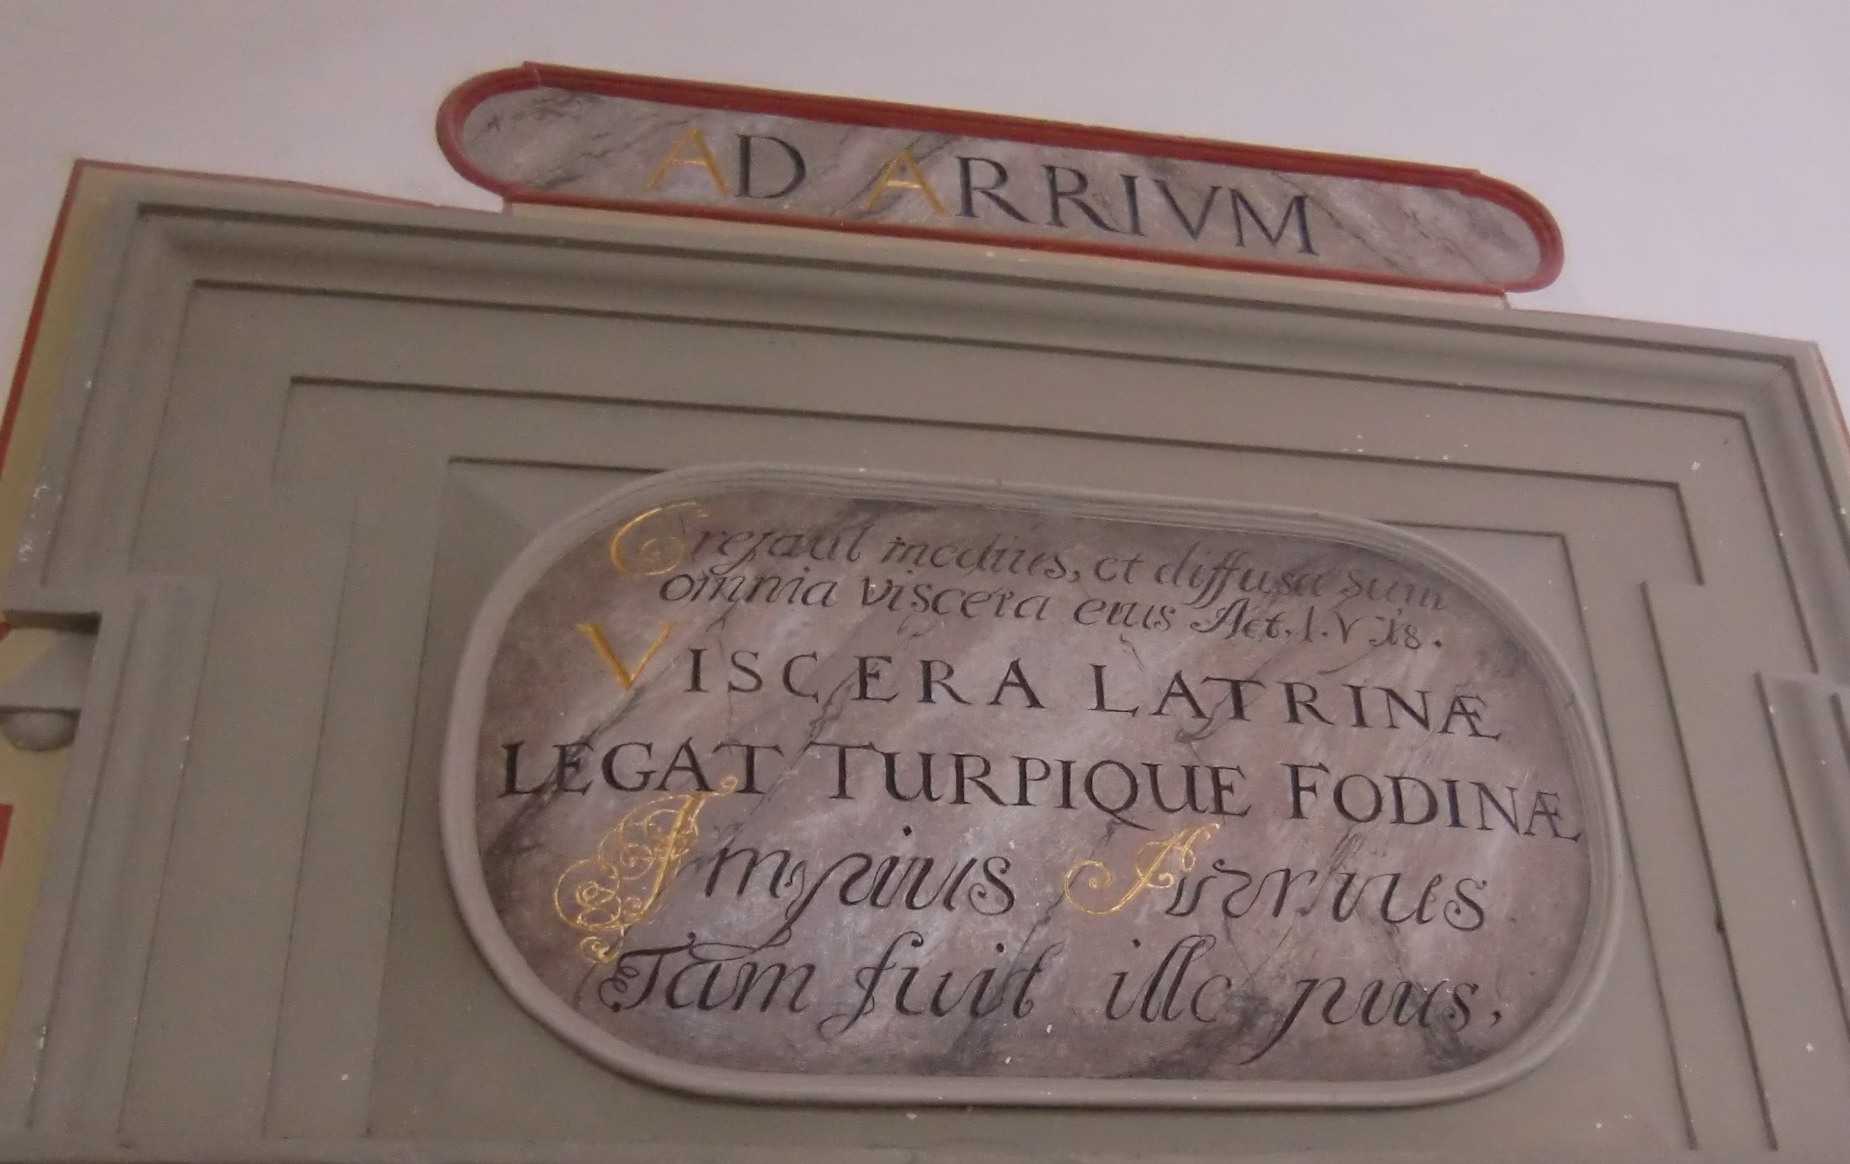 AD ARRIVM
Crepauit medius, et diffusa sunt
omnia viscera eius Act. I. V 18.
VISCERA LATRINÆ
LEGAT TURPIQUE FODINÆ
Impius Arrius
Tam fuit ille pius,